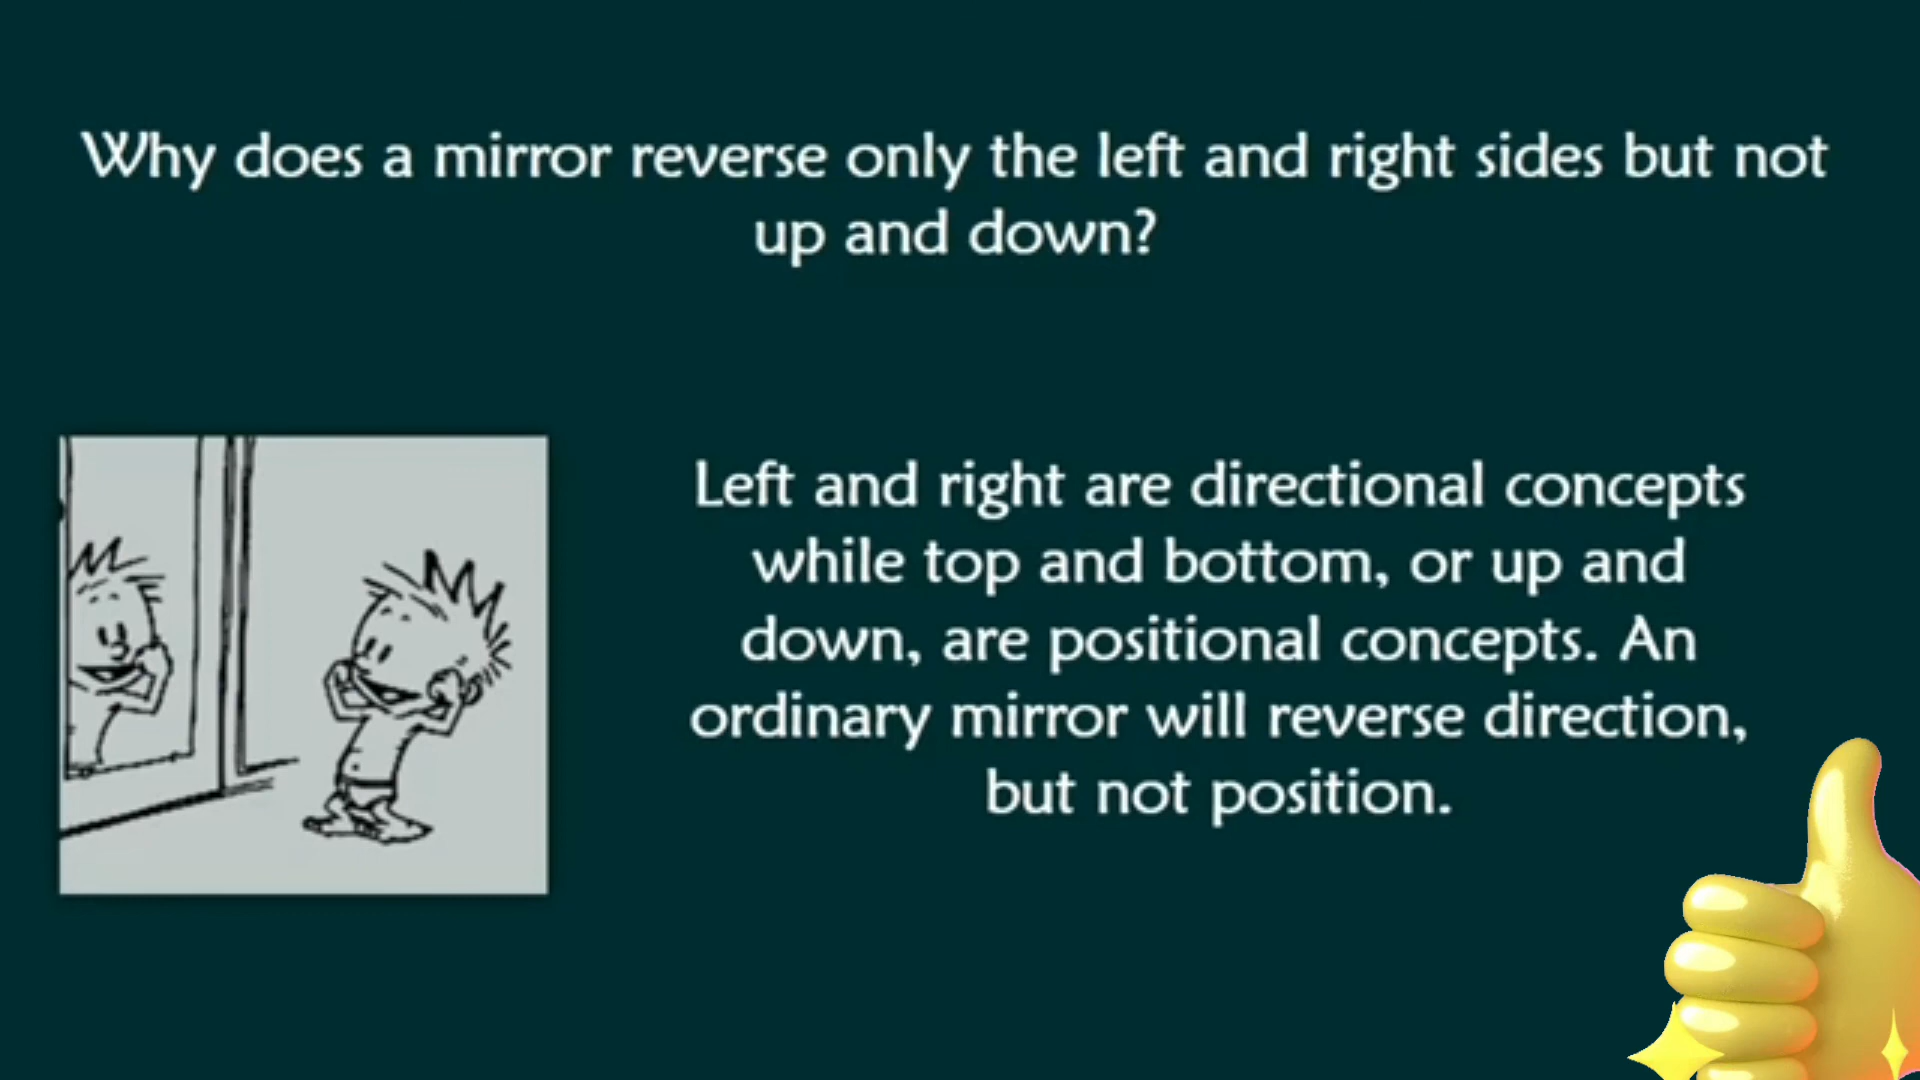 Why does a mirror reverse only the left and right sides but not
up and down?
Left and right are directional concepts
while top and bottom, or up and
down, are positional concepts. An
ordinary mirror will reverse direction,
but not position.